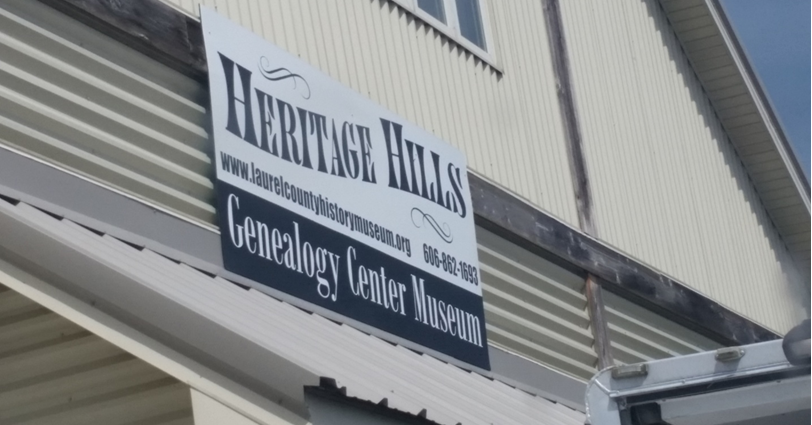 HERITAGE HILLS
www.laurelcountyhistorymuseum.org 606-862-1693
Genealogy Center Museum